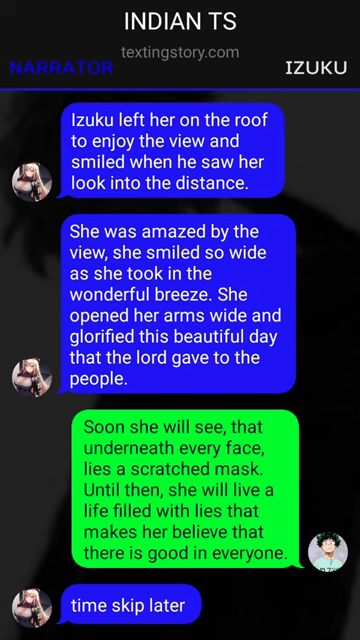 INDIAN TS
textingstory.com
NARRATOR IZUKU
Izuku left her on the roof
to enjoy the view and
smiled when he saw her
look into the distance.
She was amazed by the
view, she smiled so wide
as she took in the
wonderful breeze. She
opened her arms wide and
glorified this beautiful day
that the lord gave to the
people.
Soon she will see, that
underneath every face,
lies a scratched mask.
Until then, she will live a
life filled with lies that
makes her believe that
there is good in everyone.
time skip later